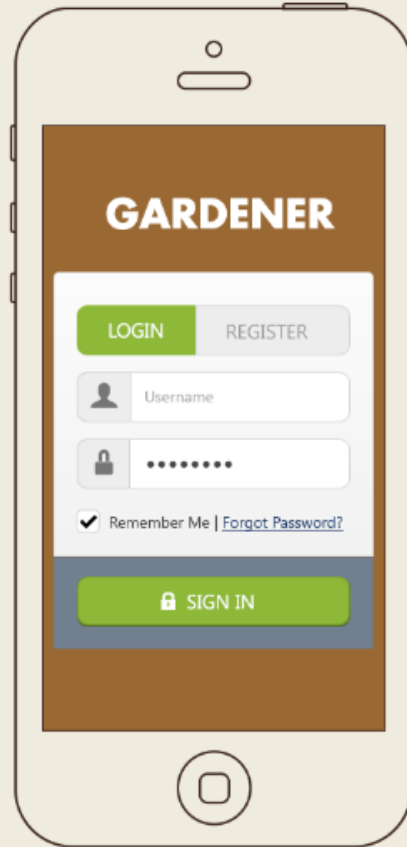 GARDENER
LOGIN REGISTER
Username
••••••••
Remember Me | Forgot Password?
SIGN IN